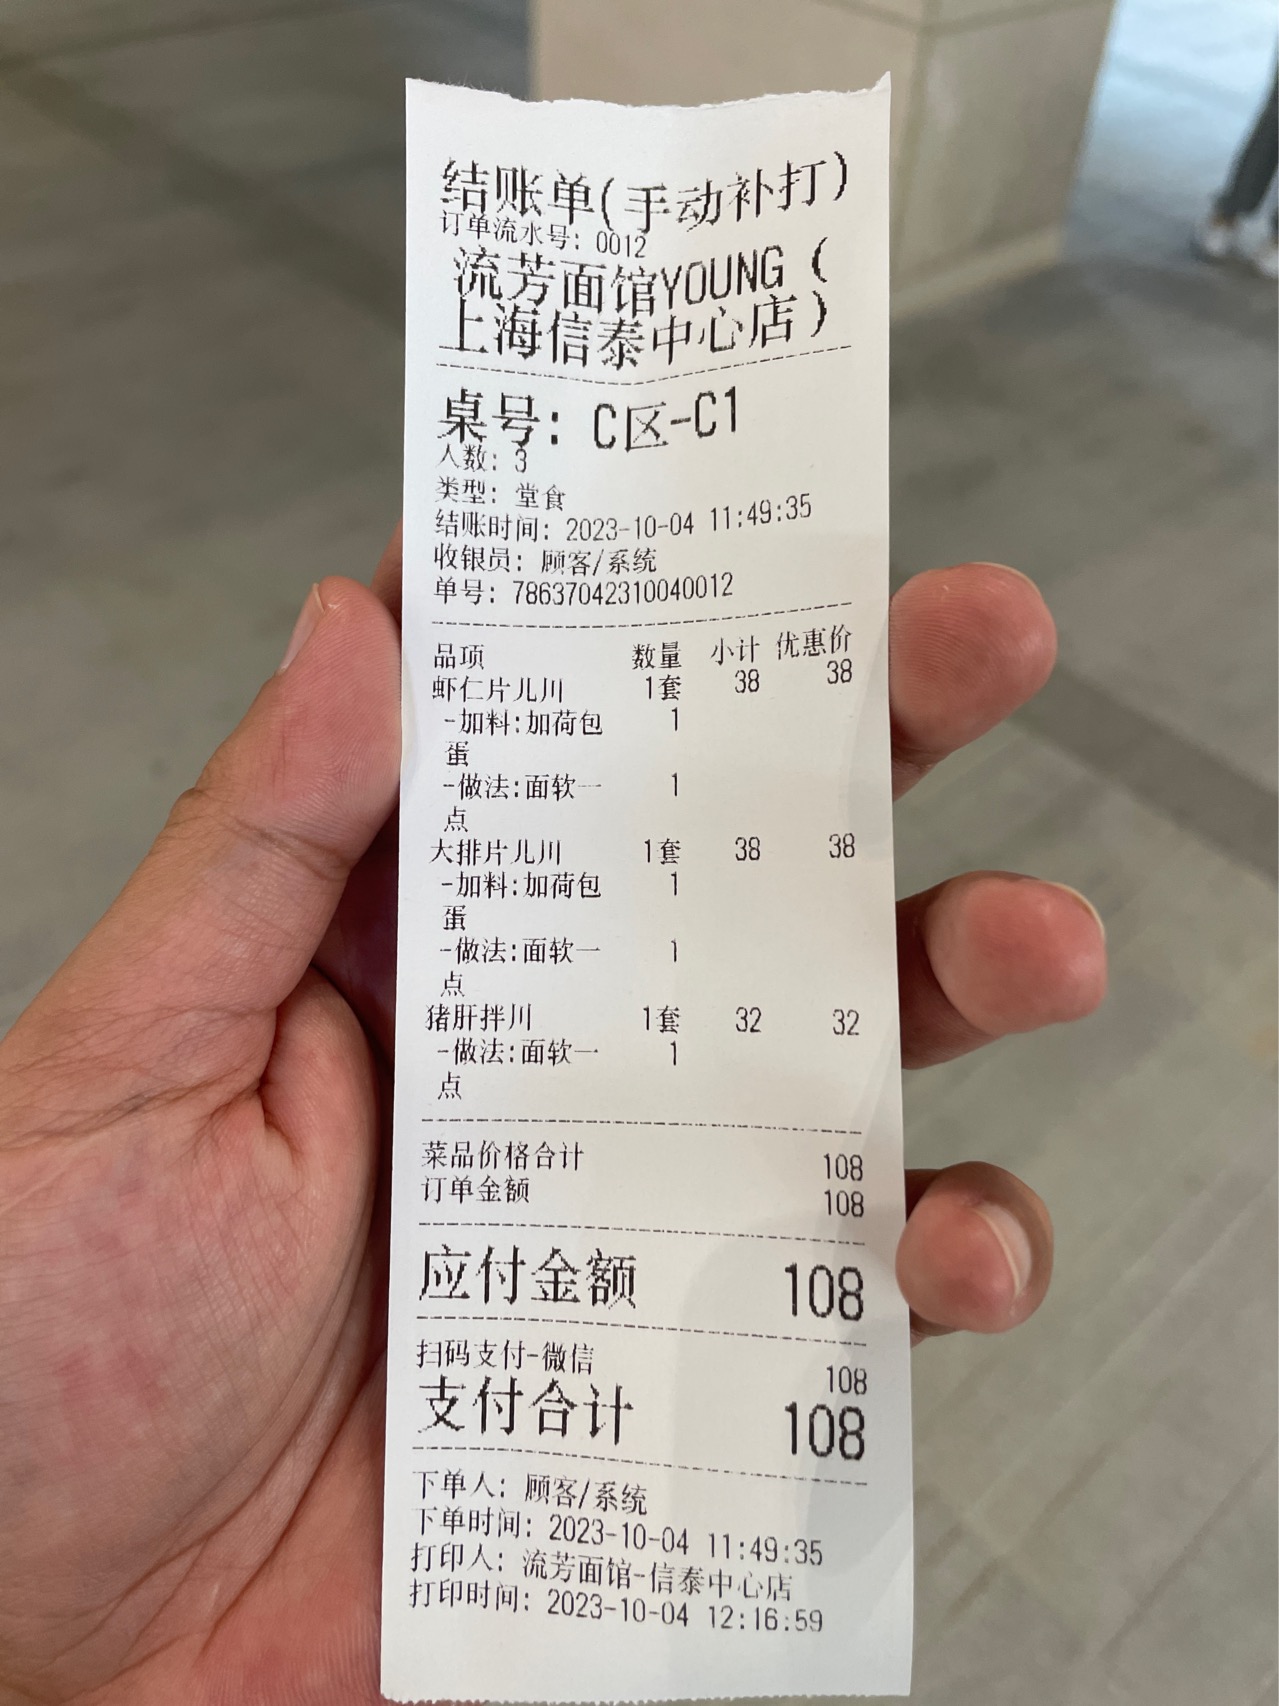 结账单(手动补打)
订单流水号: 0012
流芳面馆YOUNG(
上海信泰中心店)
桌号: C区-C1
人数: 3
类型: 堂食
结账时间: 2023-10-04 11:49:35
收银员: 顾客/系统
单号: 78637042310040012
品项 数量 小计 优惠价
虾仁片儿川 1套 38 38
-加料:加荷包 1
蛋
-做法:面软一 1
点
大排片儿川 1套 38 38
-加料:加荷包 1
蛋
-做法:面软一 1
点
猪肝拌川 1套 32 32
-做法:面软一 1
点
菜品价格合计 108
订单金额 108
应付金额 108
扫码支付-微信 108
支付合计 108
下单人: 顾客/系统
下单时间: 2023-10-04 11:49:35
打印人: 流芳面馆-信泰中心店
打印时间: 2023-10-04 12:16:59